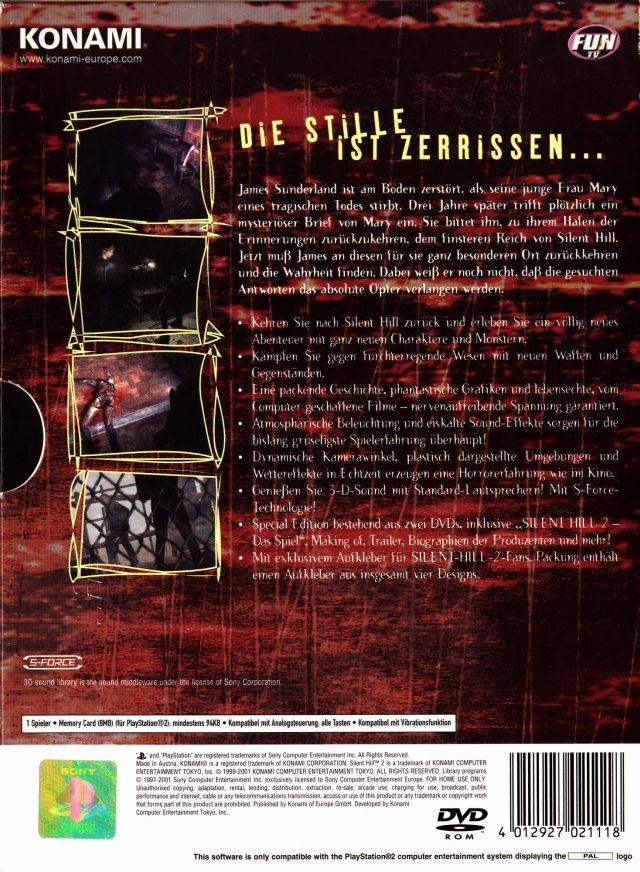 KONAMI®
www.konami-europe.com
FUN
TV
DiE STiLLE
iST ZERRiSSEN...
James Sunderland ist am Boden zerstört, als seine junge Frau Mary
eines tragischen Todes stirbt. Drei Jahre später trifft plötzlich ein
mysteriöser Brief von Mary ein. Sie bittet ihn, zu ihrem Hafen der
Erinnerungen zurückzukehren, dem finsteren Reich von Silent Hill.
Jetzt muß James an diesen für sie ganz besonderen Ort zurückkehren
und die Wahrheit finden. Dabei weiß er noch nicht, daß die gesuchten
Antworten das absolute Opfer verlangen werden.
• Kehren Sie nach Silent Hill zurück und erleben Sie ein völlig neues
Abenteuer mit ganz neuen Charaktere und Monstern.
• Kämpfen Sie gegen furchterregende Wesen mit neuen Waffen und
Gegenständen.
• Eine packende Geschichte, phantastische Grafiken und lebensechte, vom
Computer geschaffene Filme – nervenaufreibende Spannung garantiert.
• Atmosphärische Beleuchtung und eiskalte Sound-Effekte sorgen für die
bislang gruseligste Spielerfahrung überhaupt!
• Dynamische Kamerawinkel, plastisch dargestellte Umgebungen und
Wettereffekte in Echtzeit erzeugen eine Horrorerfahrung wie im Kino.
• Genießen Sie 3-D-Sound mit Standard-Lautsprechern! Mit S-Force-
Technologie!
• Special Edition bestehend aus zwei DVDs, inklusive „SILENT HILL 2 –
Das Spiel“, Making of, Trailer, Biographien der Produzenten und mehr!
• Mit exklusivem Aufkleber für SILENT-HILL-2-Fans. Packung enthält
einen Aufkleber aus insgesamt vier Designs.
S-FORCE
3D sound library is the sound middleware under the license of Sony Corporation.
1 Spieler • Memory Card (8MB) (für PlayStation®2): mindestens 94KB • Kompatibel mit Analogsteuerung: alle Tasten • Kompatibel mit Vibrationsfunktion
SONY
" " and "PlayStation" are registered trademarks of Sony Computer Entertainment Inc. All Rights Reserved.
Made in Austria. KONAMI® is a registered trademark of KONAMI CORPORATION. Silent Hill™ 2 is a trademark of KONAMI COMPUTER
ENTERTAINMENT TOKYO, Inc. © 1999-2001 KONAMI COMPUTER ENTERTAINMENT TOKYO. ALL RIGHTS RESERVED. Library programs
© 1997-2001 Sony Computer Entertainment Inc. exclusively licensed to Sony Computer Entertainment Europe. FOR HOME USE ONLY.
Unauthorised copying, adaptation, rental, lending, distribution, extraction, re-sale, arcade use, charging for use, broadcast, public
performance and internet, cable or any telecommunications transmission, access or use of this product or any trademark or copyright work
that forms part of this product are prohibited. Published by Konami of Europe GmbH. Developed by Konami
Computer Entertainment Tokyo, Inc.
DVD
ROM
4 012927 021118
This software is only compatible with the PlayStation®2 computer entertainment system displaying the PAL logo